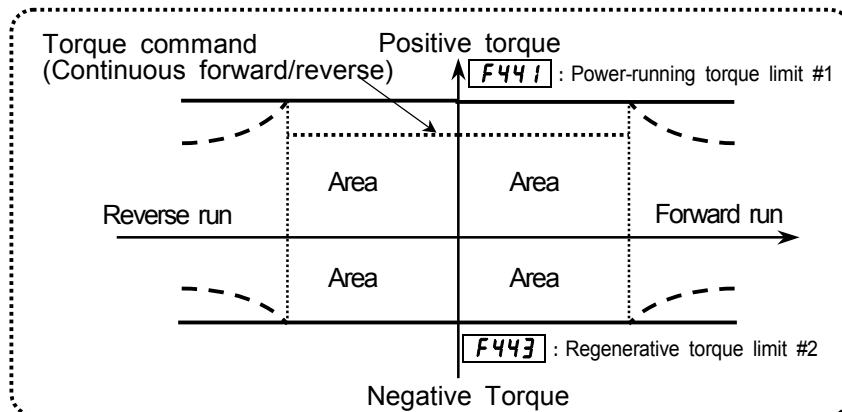 Torque command
(Continuous forward/reverse)
Positive torque
F441 : Power-running torque limit #1
Area
Area
Reverse run
Forward run
Area
Area
F443 : Regenerative torque limit #2
Negative Torque